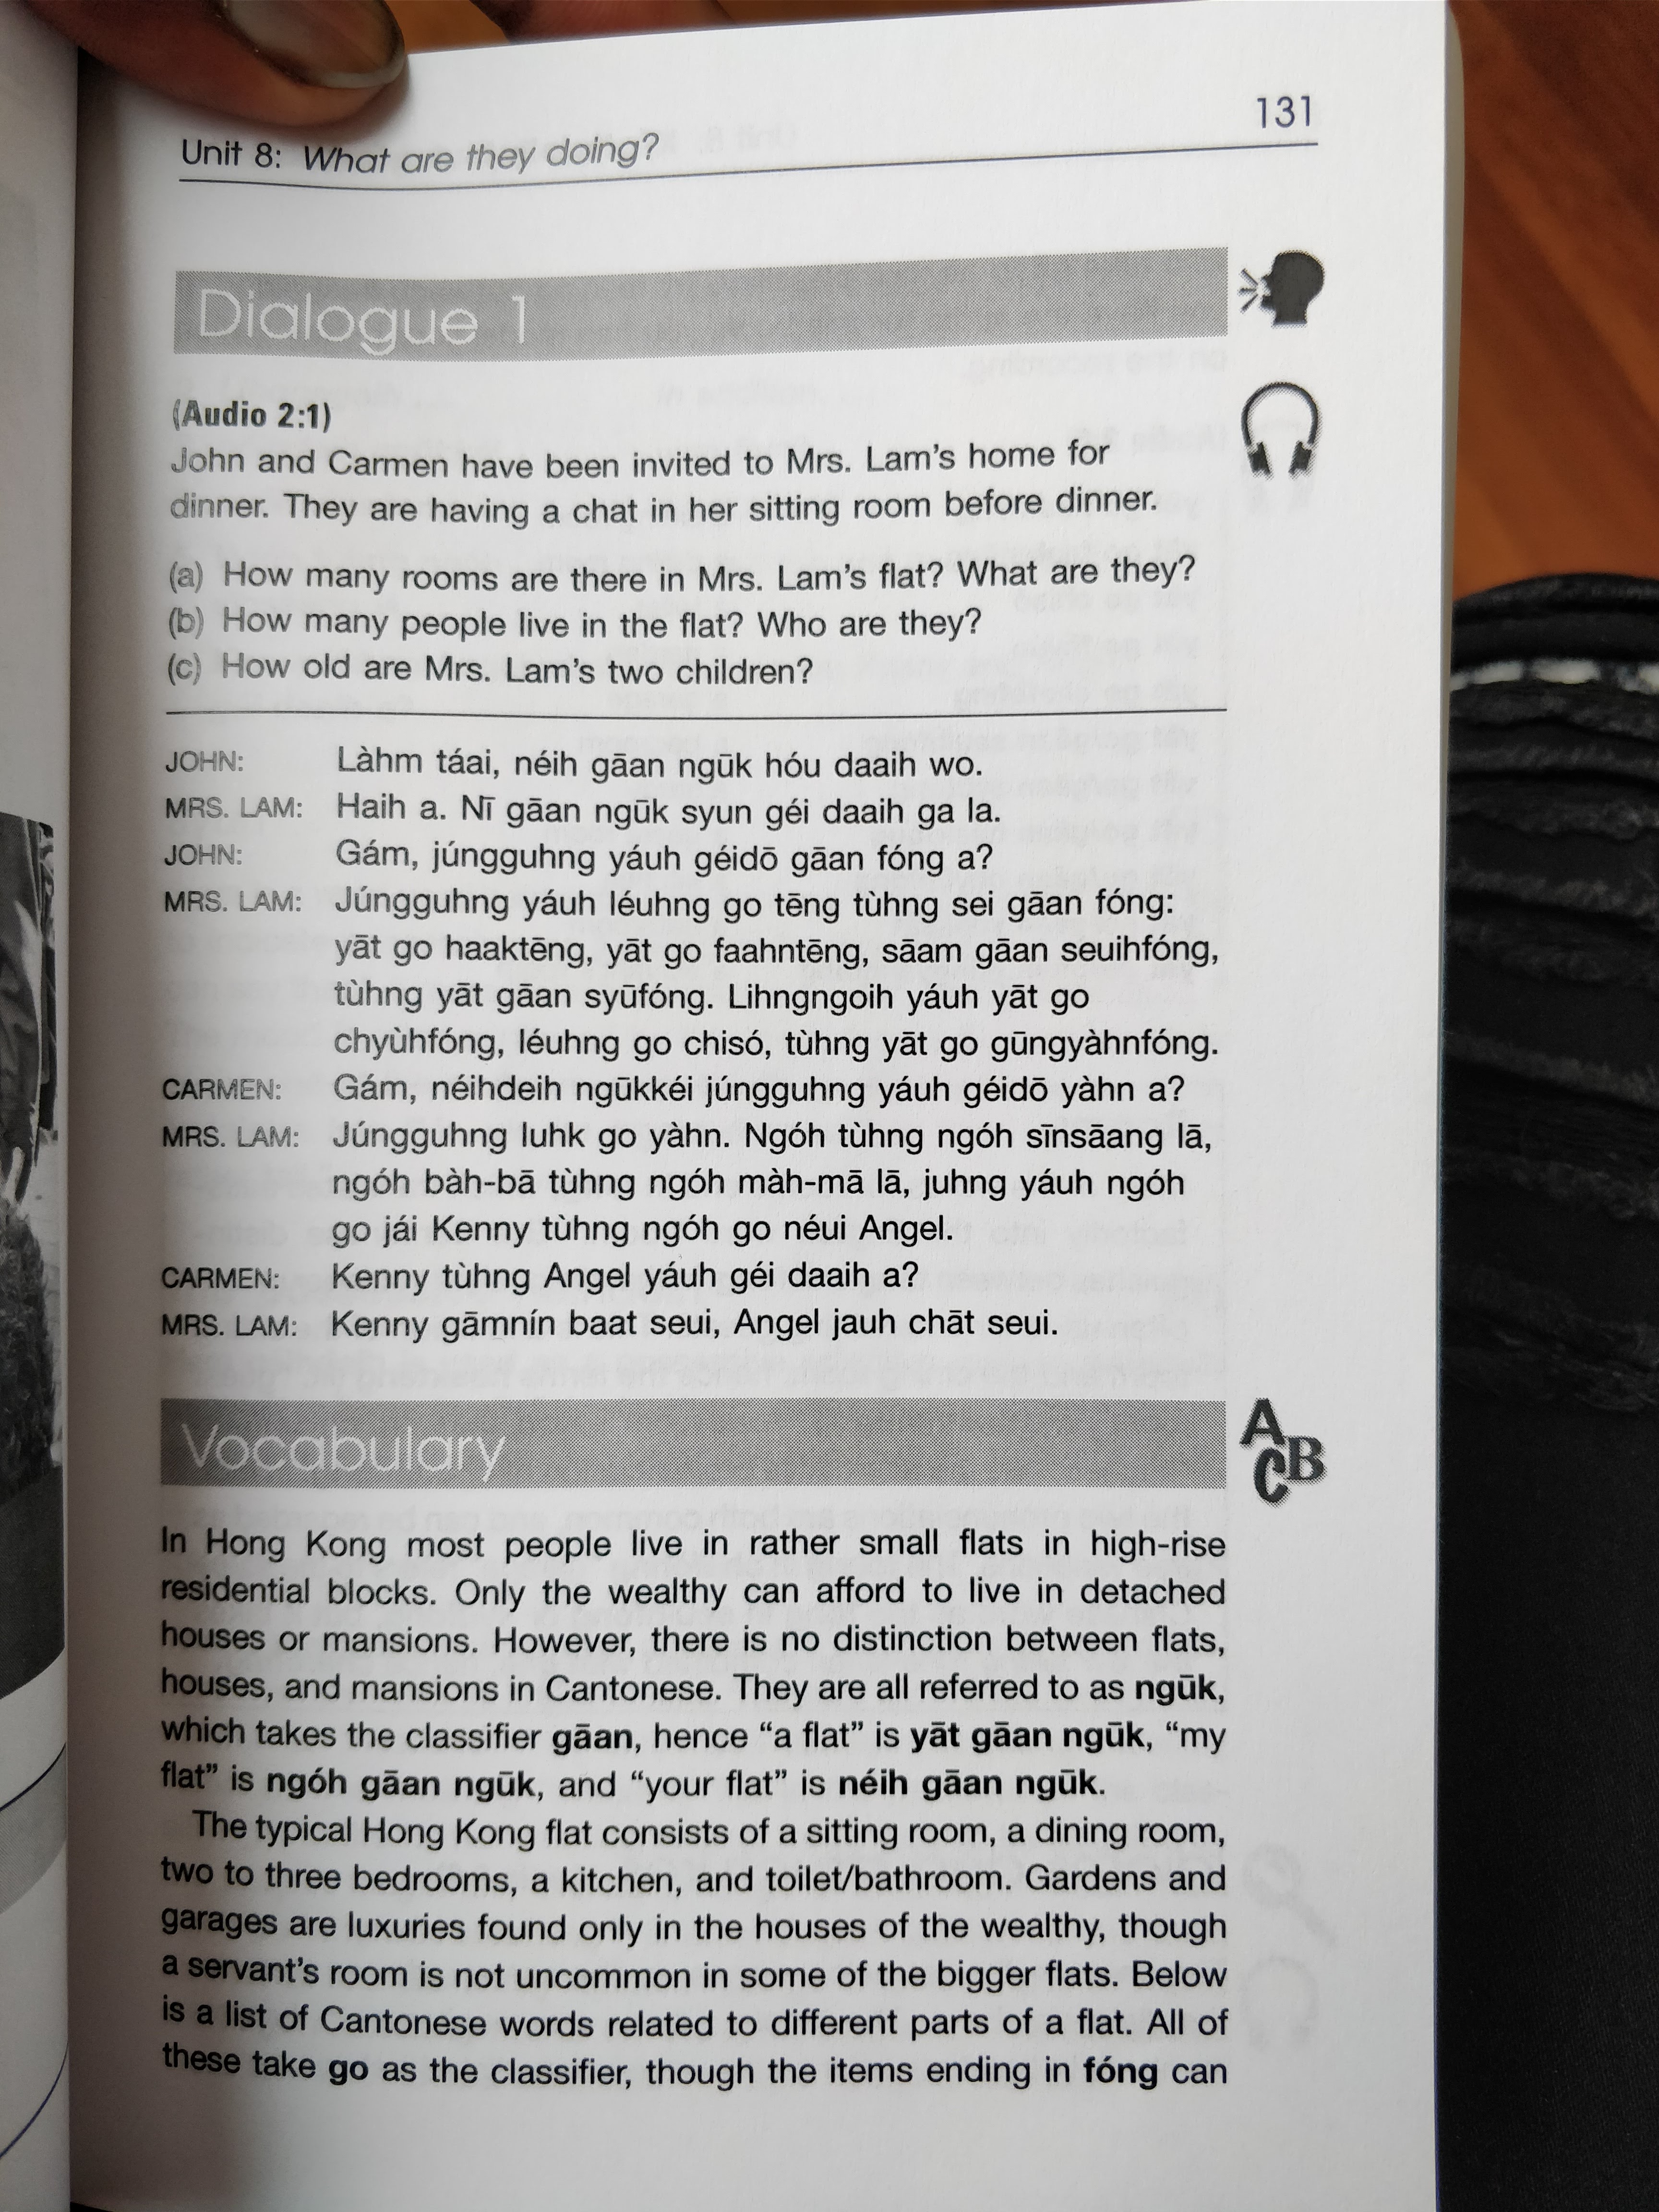 131
Unit 8: What are they doing?
Dialogue 1
(Audio 2:1)
John and Carmen have been invited to Mrs. Lam's home for
dinner. They are having a chat in her sitting room before dinner.
(a) How many rooms are there in Mrs. Lam's flat? What are they?
(b) How many people live in the flat? Who are they?
(c) How old are Mrs. Lam's two children?
JOHN: Làhm táai, néih gāan ngūk hóu daaih wo.
MRS. LAM: Haih a. Nī gāan ngūk syun géi daaih ga la.
JOHN: Gám, júngguhng yáuh géidō gāan fóng a?
MRS. LAM: Júngguhng yáuh léuhng go tēng tùhng sei gāan fóng:
yāt go haaktēng, yāt go faahntēng, sāam gāan seuihfóng,
tùhng yāt gāan syūfóng. Lihngngoih yáuh yāt go
chyùhfóng, léuhng go chisó, tùhng yāt go gūngyàhnfóng.
CARMEN: Gám, néihdeih ngūkkéi júngguhng yáuh géidō yàhn a?
MRS. LAM: Júngguhng luhk go yàhn. Ngóh tùhng ngóh sīnsāang lā,
ngóh bàh-bā tùhng ngóh màh-mā lā, juhng yáuh ngóh
go jái Kenny tùhng ngóh go néui Angel.
CARMEN: Kenny tùhng Angel yáuh géi daaih a?
MRS. LAM: Kenny gāmnín baat seui, Angel jauh chāt seui.
Vocabulary
A
B
C
In Hong Kong most people live in rather small flats in high-rise
residential blocks. Only the wealthy can afford to live in detached
houses or mansions. However, there is no distinction between flats,
houses, and mansions in Cantonese. They are all referred to as ngūk,
which takes the classifier gāan, hence "a flat" is yāt gāan ngūk, "my
flat" is ngóh gāan ngūk, and "your flat" is néih gāan ngūk.
The typical Hong Kong flat consists of a sitting room, a dining room,
two to three bedrooms, a kitchen, and toilet/bathroom. Gardens and
garages are luxuries found only in the houses of the wealthy, though
a servant's room is not uncommon in some of the bigger flats. Below
is a list of Cantonese words related to different parts of a flat. All of
these take go as the classifier, though the items ending in fóng can